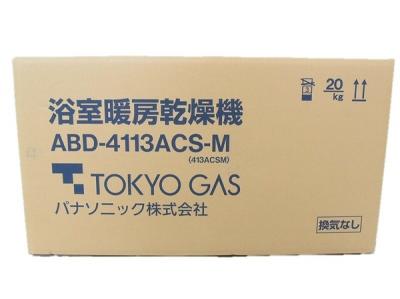 浴室暖房乾燥機
ABD-4113ACS-M
(413ACSM)
TOKYO GAS
パナソニック株式会社
20
kg
換気なし